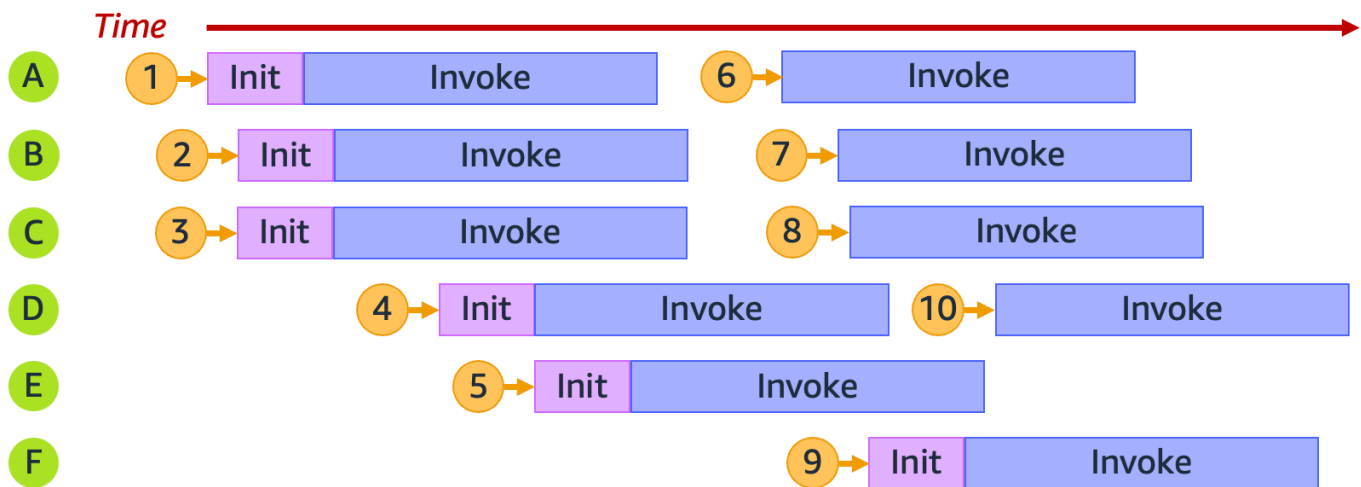 Time
A 1 Init Invoke 6 Invoke
B 2 Init Invoke 7 Invoke
C 3 Init Invoke 8 Invoke
D 4 Init Invoke 10 Invoke
E 5 Init Invoke
F 9 Init Invoke